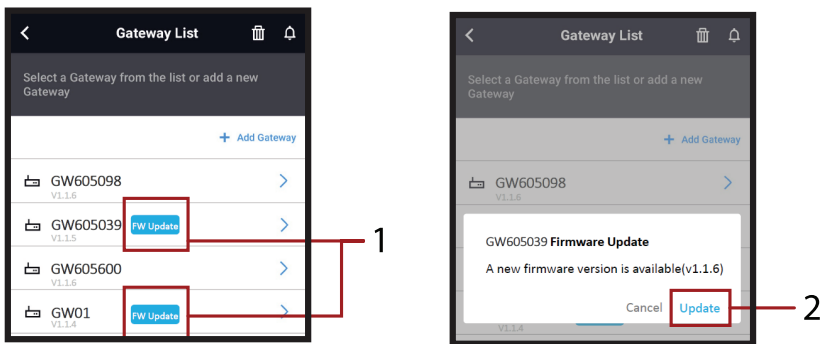 Gateway List
Select a Gateway from the list or add a new
Gateway
+ Add Gateway
GW605098
V1.1.6
GW605039 FW Update
V1.1.5
GW605600
V1.1.6
GW01 FW Update
V1.1.4
1
Gateway List
Select a Gateway from the list or add a new
Gateway
+ Add Gateway
GW605098
V1.1.6
GW605039 Firmware Update
A new firmware version is available(v1.1.6)
Cancel Update
V1.1.4
2